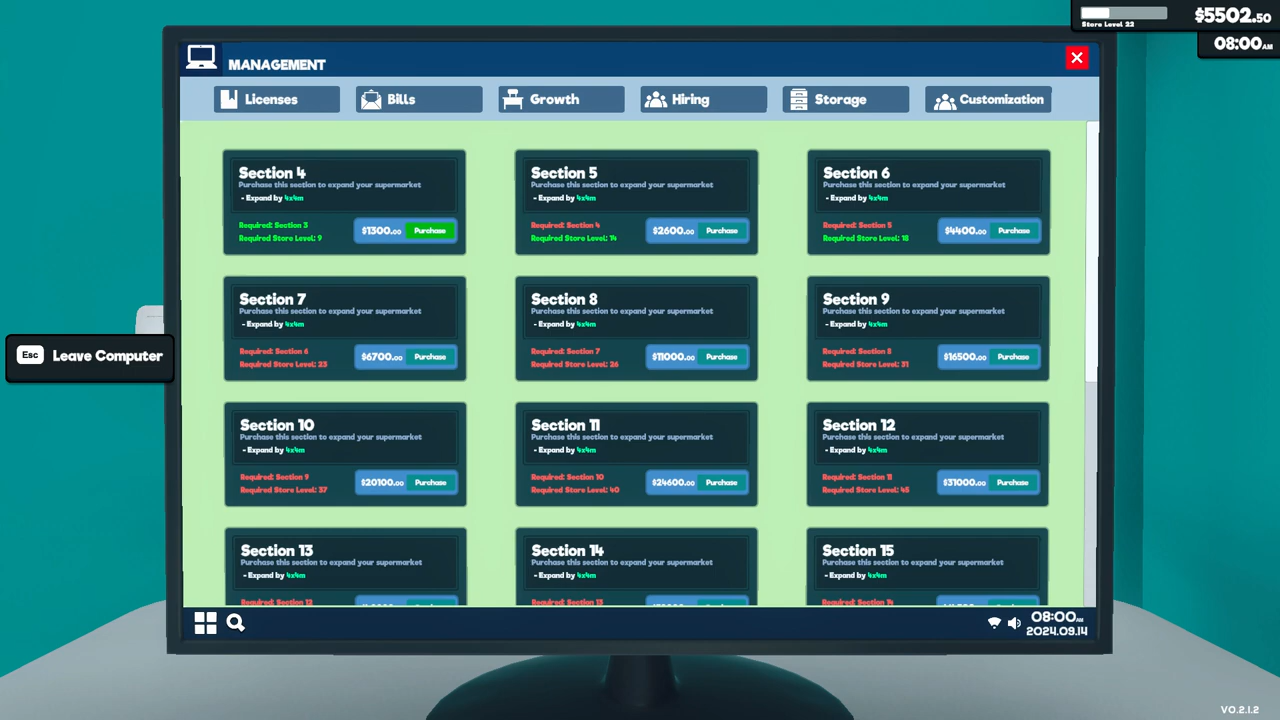 $5502.50
Store Level 22
08:00AM
MANAGEMENT
Licenses
Bills
Growth
Hiring
Storage
Customization
Section 4
Purchase this section to expand your supermarket
- Expand by 4x4m
Required: Section 3
Required Store Level: 9
$1300.00 Purchase
Section 5
Purchase this section to expand your supermarket
- Expand by 4x4m
Required: Section 4
Required Store Level: 14
$2600.00 Purchase
Section 6
Purchase this section to expand your supermarket
- Expand by 4x4m
Required: Section 5
Required Store Level: 18
$4400.00 Purchase
Section 7
Purchase this section to expand your supermarket
- Expand by 4x4m
Required: Section 6
Required Store Level: 23
$6700.00 Purchase
Section 8
Purchase this section to expand your supermarket
- Expand by 4x4m
Required: Section 7
Required Store Level: 26
$11000.00 Purchase
Section 9
Purchase this section to expand your supermarket
- Expand by 4x4m
Required: Section 8
Required Store Level: 31
$16500.00 Purchase
Esc Leave Computer
Section 10
Purchase this section to expand your supermarket
- Expand by 4x4m
Required: Section 9
Required Store Level: 37
$20100.00 Purchase
Section 11
Purchase this section to expand your supermarket
- Expand by 4x4m
Required: Section 10
Required Store Level: 40
$24600.00 Purchase
Section 12
Purchase this section to expand your supermarket
- Expand by 4x4m
Required: Section 11
Required Store Level: 45
$31000.00 Purchase
Section 13
Purchase this section to expand your supermarket
- Expand by 4x4m
Required: Section 12
Section 14
Purchase this section to expand your supermarket
- Expand by 4x4m
Required: Section 13
Section 15
Purchase this section to expand your supermarket
- Expand by 4x4m
Required: Section 14
08:00AM
2024.09.14
V0.2.1.2